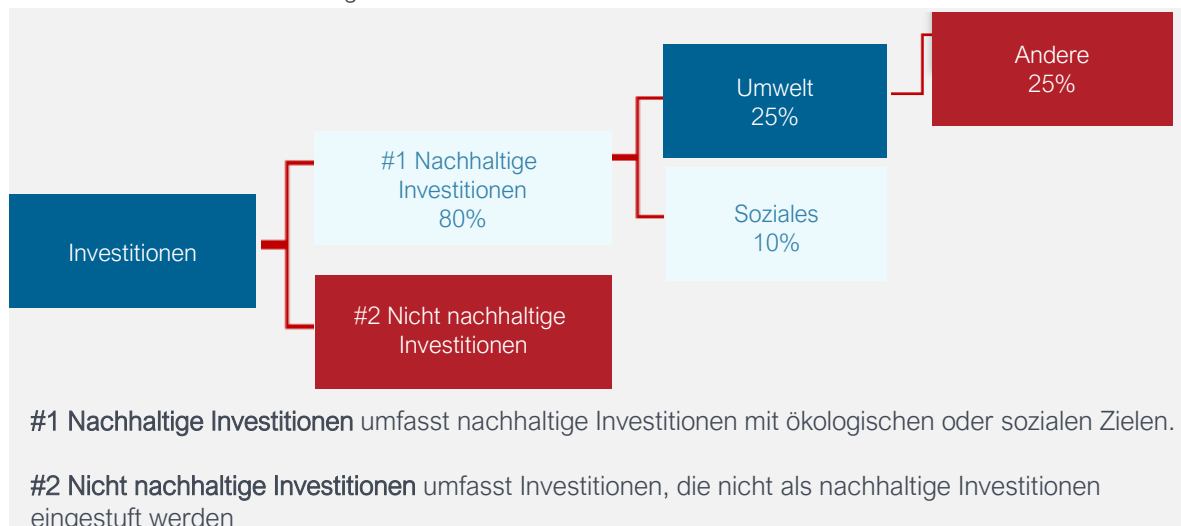 Andere
25%
Umwelt
25%
#1 Nachhaltige
Investitionen
80%
Soziales
10%
Investitionen
#2 Nicht nachhaltige
Investitionen
#1 Nachhaltige Investitionen umfasst nachhaltige Investitionen mit ökologischen oder sozialen Zielen.
#2 Nicht nachhaltige Investitionen umfasst Investitionen, die nicht als nachhaltige Investitionen
eingestuft werden